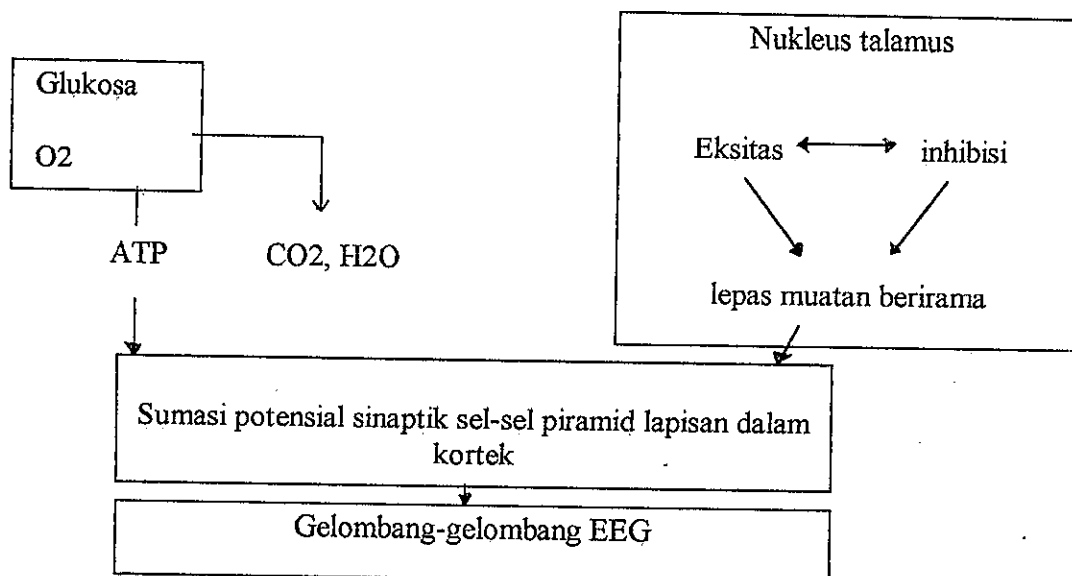 Glukosa
O2
ATP
CO2, H2O
Nukleus talamus
Eksitas
inhibisi
lepas muatan berirama
Sumasi potensial sinaptik sel-sel piramid lapisan dalam
kortek
Gelombang-gelombang EEG